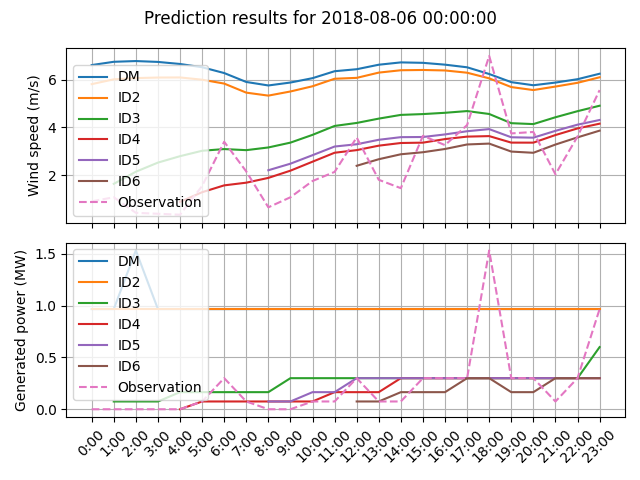 Prediction results for 2018-08-06 00:00:00
Wind speed (m/s)
6
4
2
DM
ID2
ID3
ID4
ID5
ID6
Observation
Generated power (MW)
1.5
1.0
0.5
0.0
DM
ID2
ID3
ID4
ID5
ID6
Observation
0:00 1:00 2:00 3:00 4:00 5:00 6:00 7:00 8:00 9:00 10:00 11:00 12:00 13:00 14:00 15:00 16:00 17:00 18:00 19:00 20:00 21:00 22:00 23:00